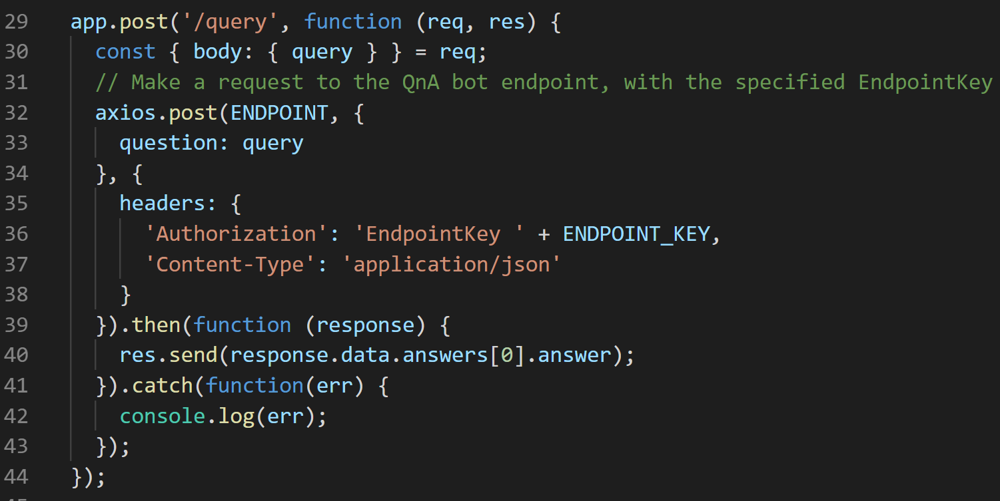 29 app.post('/query', function (req, res) {
30 const { body: { query } } = req;
31 // Make a request to the QnA bot endpoint, with the specified EndpointKey
32 axios.post(ENDPOINT, {
33 question: query
34 }, {
35 headers: {
36 'Authorization': 'EndpointKey ' + ENDPOINT_KEY,
37 'Content-Type': 'application/json'
38 }
39 }).then(function (response) {
40 res.send(response.data.answers[0].answer);
41 }).catch(function(err) {
42 console.log(err);
43 });
44 });